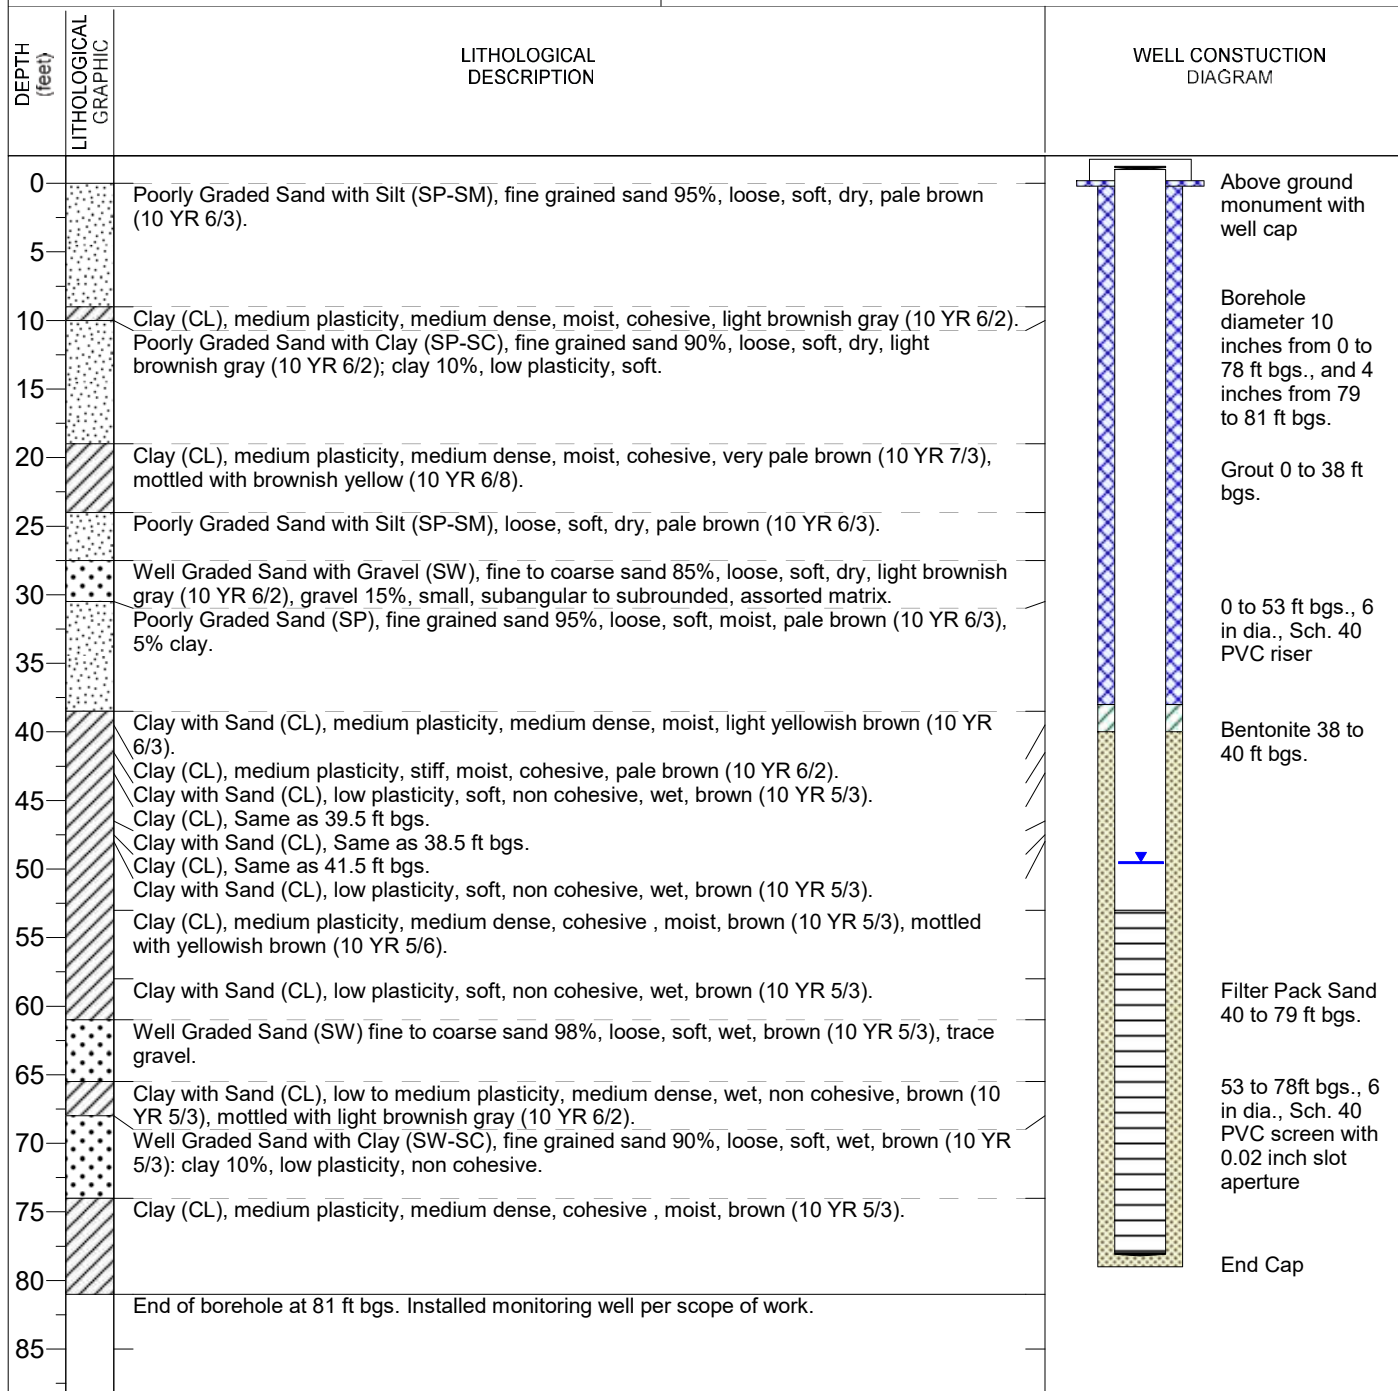 DEPTH
(feet)
LITHOLOGICAL
GRAPHIC
LITHOLOGICAL
DESCRIPTION
WELL CONSTUCTION
DIAGRAM
0
5
10
15
20
25
30
35
40
45
50
55
60
65
70
75
80
85
Poorly Graded Sand with Silt (SP-SM), fine grained sand 95%, loose, soft, dry, pale brown
(10 YR 6/3).
Clay (CL), medium plasticity, medium dense, moist, cohesive, light brownish gray (10 YR 6/2).
Poorly Graded Sand with Clay (SP-SC), fine grained sand 90%, loose, soft, dry, light
brownish gray (10 YR 6/2); clay 10%, low plasticity, soft.
Clay (CL), medium plasticity, medium dense, moist, cohesive, very pale brown (10 YR 7/3),
mottled with brownish yellow (10 YR 6/8).
Poorly Graded Sand with Silt (SP-SM), loose, soft, dry, pale brown (10 YR 6/3).
Well Graded Sand with Gravel (SW), fine to coarse sand 85%, loose, soft, dry, light brownish
gray (10 YR 6/2), gravel 15%, small, subangular to subrounded, assorted matrix.
Poorly Graded Sand (SP), fine grained sand 95%, loose, soft, moist, pale brown (10 YR 6/3),
5% clay.
Clay with Sand (CL), medium plasticity, medium dense, moist, light yellowish brown (10 YR
6/3).
Clay (CL), medium plasticity, stiff, moist, cohesive, pale brown (10 YR 6/2).
Clay with Sand (CL), low plasticity, soft, non cohesive, wet, brown (10 YR 5/3).
Clay (CL), Same as 39.5 ft bgs.
Clay with Sand (CL), Same as 38.5 ft bgs.
Clay (CL), Same as 41.5 ft bgs.
Clay with Sand (CL), low plasticity, soft, non cohesive, wet, brown (10 YR 5/3).
Clay (CL), medium plasticity, medium dense, cohesive , moist, brown (10 YR 5/3), mottled
with yellowish brown (10 YR 5/6).
Clay with Sand (CL), low plasticity, soft, non cohesive, wet, brown (10 YR 5/3).
Well Graded Sand (SW) fine to coarse sand 98%, loose, soft, wet, brown (10 YR 5/3), trace
gravel.
Clay with Sand (CL), low to medium plasticity, medium dense, wet, non cohesive, brown (10
YR 5/3), mottled with light brownish gray (10 YR 6/2).
Well Graded Sand with Clay (SW-SC), fine grained sand 90%, loose, soft, wet, brown (10 YR
5/3): clay 10%, low plasticity, non cohesive.
Clay (CL), medium plasticity, medium dense, cohesive , moist, brown (10 YR 5/3).
End of borehole at 81 ft bgs. Installed monitoring well per scope of work.
Above ground
monument with
well cap
Borehole
diameter 10
inches from 0 to
78 ft bgs., and 4
inches from 79
to 81 ft bgs.
Grout 0 to 38 ft
bgs.
0 to 53 ft bgs., 6
in dia., Sch. 40
PVC riser
Bentonite 38 to
40 ft bgs.
Filter Pack Sand
40 to 79 ft bgs.
53 to 78ft bgs., 6
in dia., Sch. 40
PVC screen with
0.02 inch slot
aperture
End Cap